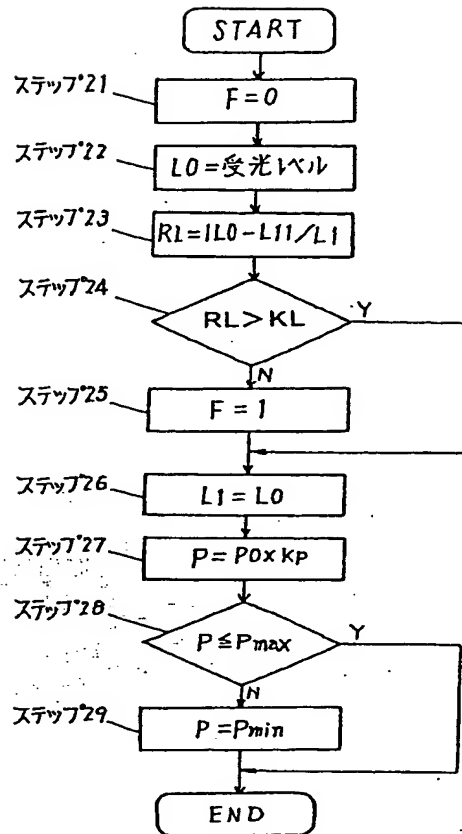 START
ステップ21
F=0
ステップ22
L0=受光レベル
ステップ23
RL=|L0-L1|/L1
ステップ24
RL>KL
Y
N
ステップ25
F=1
ステップ26
L1=L0
ステップ27
P=P0×KP
ステップ28
P≦Pmax
Y
N
ステップ29
P=Pmin
END